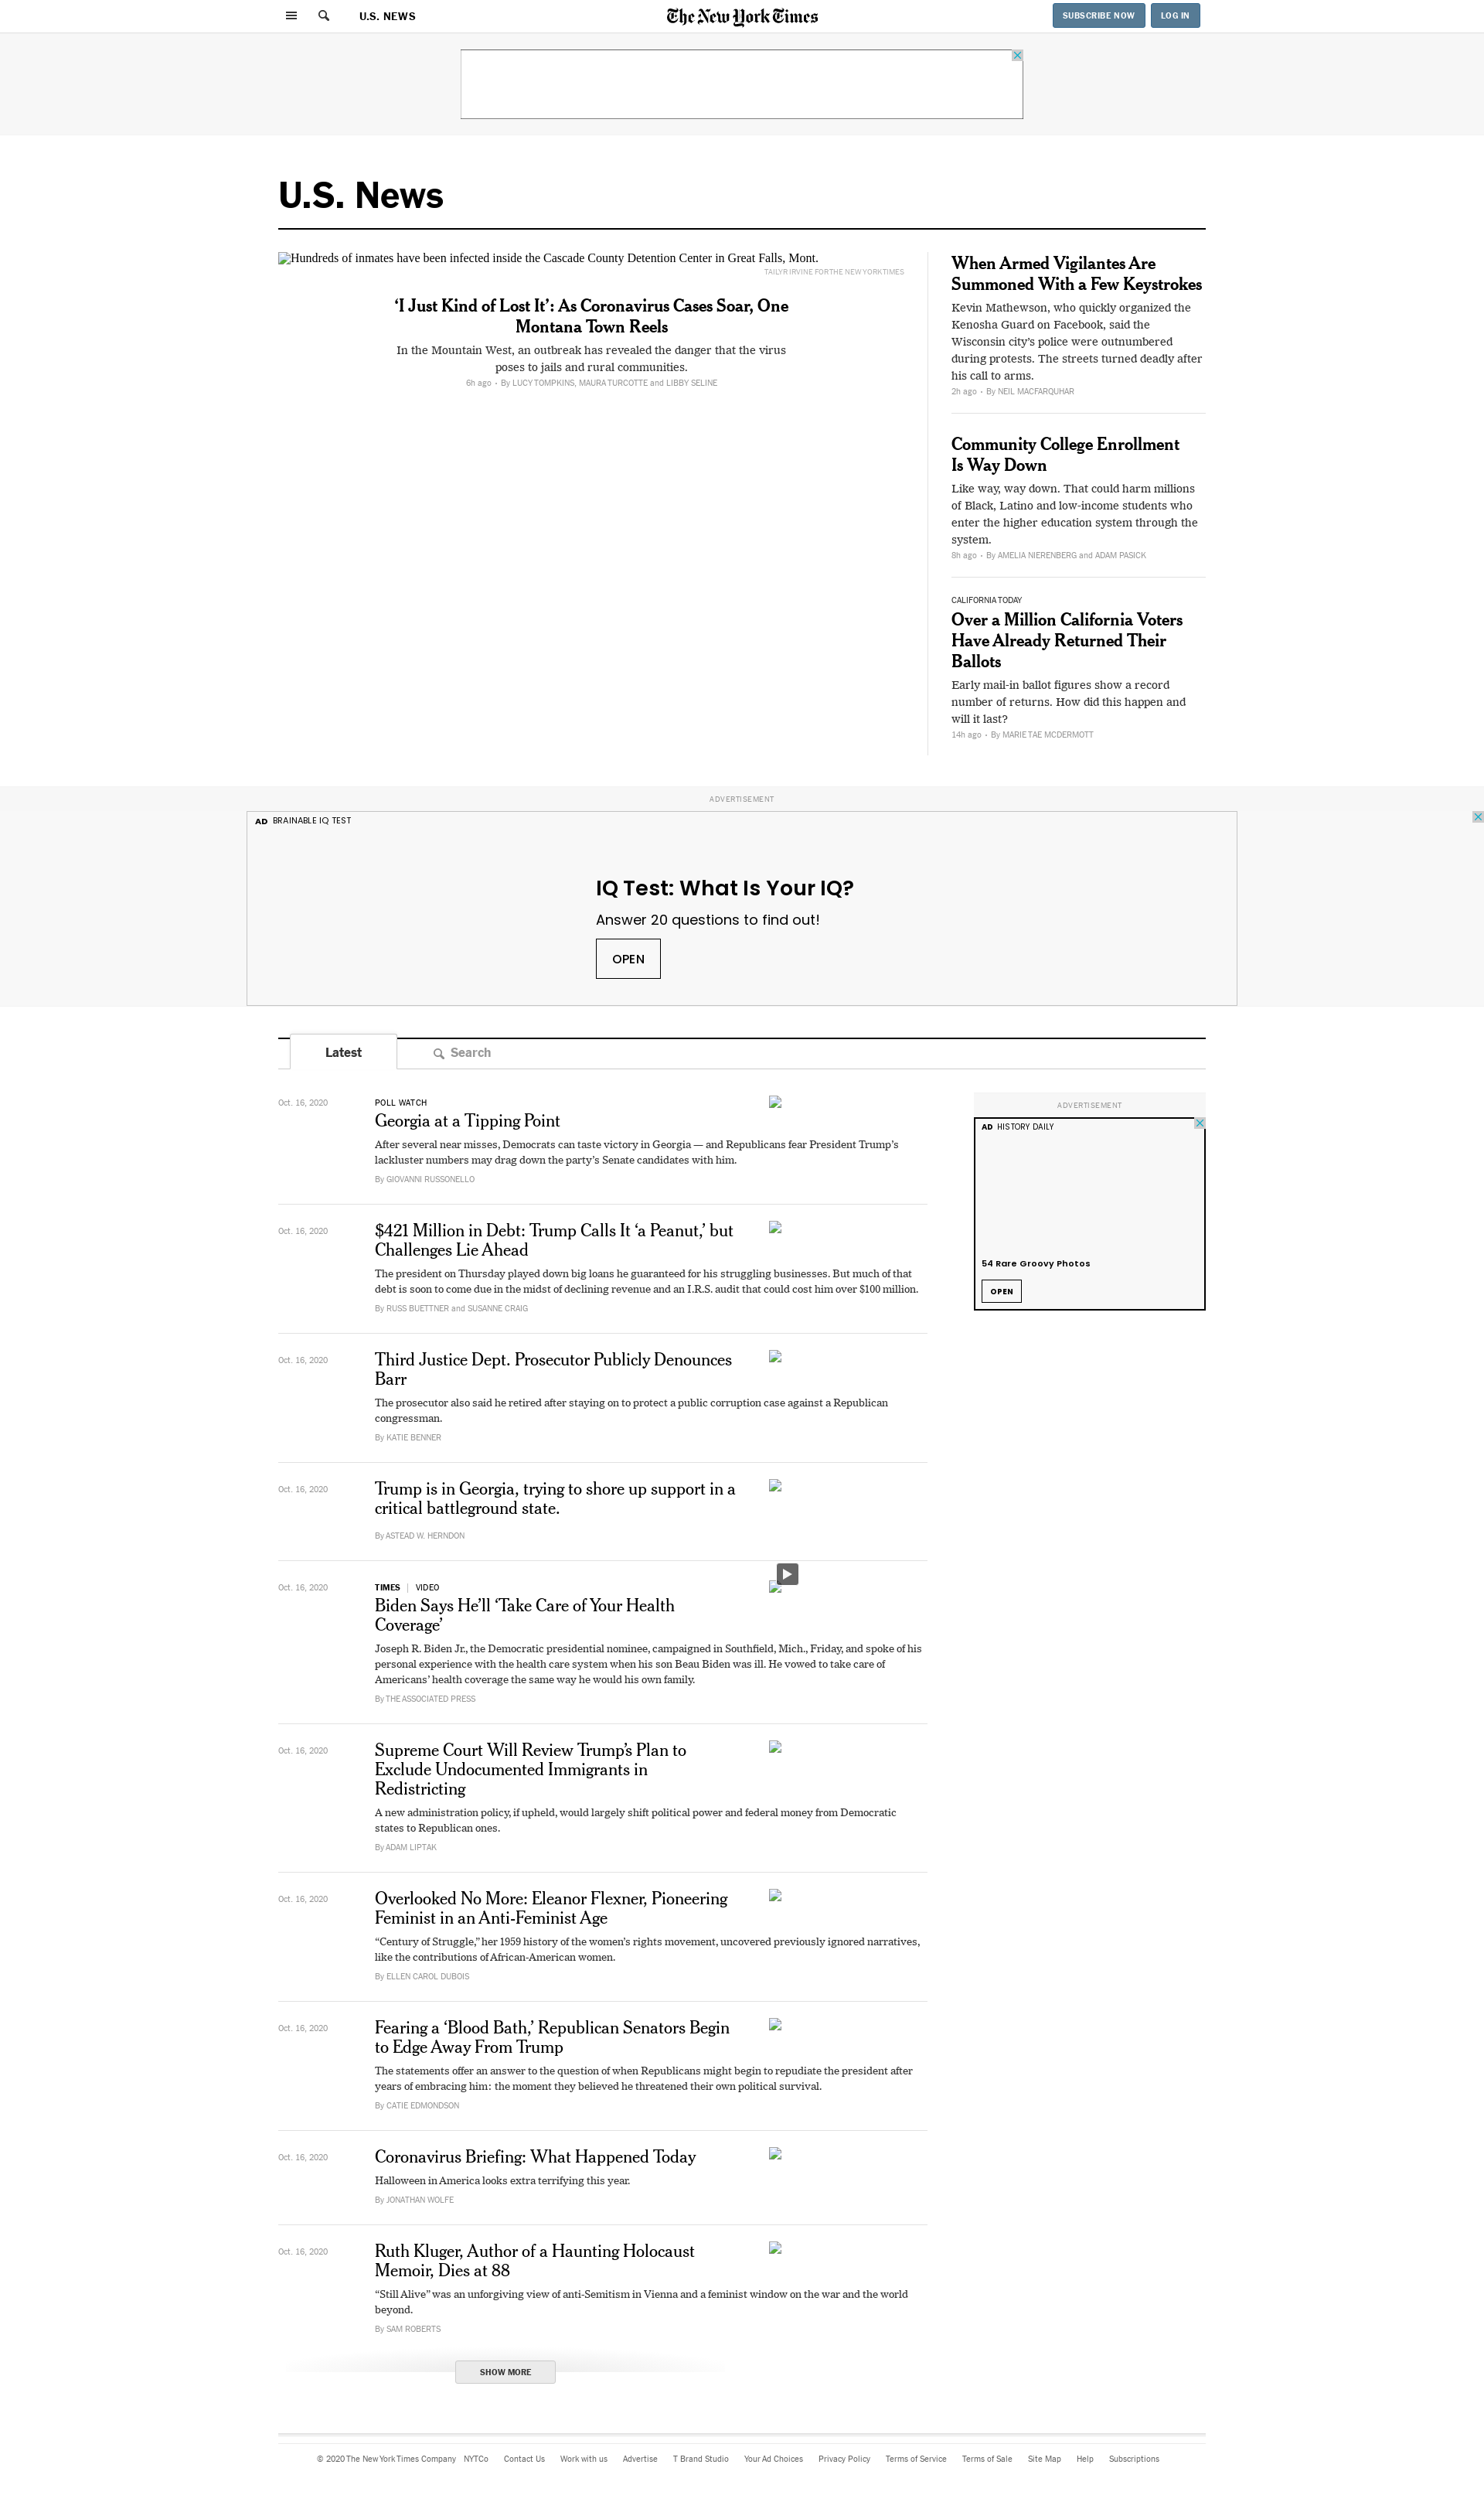 U.S. NEWS
The New York Times
SUBSCRIBE NOW
LOG IN
U.S. News
Hundreds of inmates have been infected inside the Cascade County Detention Center in Great Falls, Mont.
TAILYR IRVINE FOR THE NEW YORK TIMES
‘I Just Kind of Lost It’: As Coronavirus Cases Soar, One
Montana Town Reels
In the Mountain West, an outbreak has revealed the danger that the virus
poses to jails and rural communities.
6h ago • By LUCY TOMPKINS, MAURA TURCOTTE and LIBBY SELINE
When Armed Vigilantes Are
Summoned With a Few Keystrokes
Kevin Mathewson, who quickly organized the
Kenosha Guard on Facebook, said the
Wisconsin city’s police were outnumbered
during protests. The streets turned deadly after
his call to arms.
2h ago • By NEIL MACFARQUHAR
Community College Enrollment
Is Way Down
Like way, way down. That could harm millions
of Black, Latino and low-income students who
enter the higher education system through the
system.
8h ago • By AMELIA NIERENBERG and ADAM PASICK
CALIFORNIA TODAY
Over a Million California Voters
Have Already Returned Their
Ballots
Early mail-in ballot figures show a record
number of returns. How did this happen and
will it last?
14h ago • By MARIE TAE MCDERMOTT
ADVERTISEMENT
AD BRAINABLE IQ TEST
IQ Test: What Is Your IQ?
Answer 20 questions to find out!
OPEN
Latest
Search
Oct. 16, 2020
POLL WATCH
Georgia at a Tipping Point
After several near misses, Democrats can taste victory in Georgia — and Republicans fear President Trump’s
lackluster numbers may drag down the party’s Senate candidates with him.
By GIOVANNI RUSSONELLO
ADVERTISEMENT
AD HISTORY DAILY
54 Rare Groovy Photos
OPEN
Oct. 16, 2020
$421 Million in Debt: Trump Calls It ‘a Peanut,’ but
Challenges Lie Ahead
The president on Thursday played down big loans he guaranteed for his struggling businesses. But much of that
debt is soon to come due in the midst of declining revenue and an I.R.S. audit that could cost him over $100 million.
By RUSS BUETTNER and SUSANNE CRAIG
Oct. 16, 2020
Third Justice Dept. Prosecutor Publicly Denounces
Barr
The prosecutor also said he retired after staying on to protect a public corruption case against a Republican
congressman.
By KATIE BENNER
Oct. 16, 2020
Trump is in Georgia, trying to shore up support in a
critical battleground state.
By ASTEAD W. HERNDON
Oct. 16, 2020
TIMES | VIDEO
Biden Says He’ll ‘Take Care of Your Health
Coverage’
Joseph R. Biden Jr., the Democratic presidential nominee, campaigned in Southfield, Mich., Friday, and spoke of his
personal experience with the health care system when his son Beau Biden was ill. He vowed to take care of
Americans’ health coverage the same way he would his own family.
By THE ASSOCIATED PRESS
Oct. 16, 2020
Supreme Court Will Review Trump’s Plan to
Exclude Undocumented Immigrants in
Redistricting
A new administration policy, if upheld, would largely shift political power and federal money from Democratic
states to Republican ones.
By ADAM LIPTAK
Oct. 16, 2020
Overlooked No More: Eleanor Flexner, Pioneering
Feminist in an Anti-Feminist Age
“Century of Struggle,” her 1959 history of the women’s rights movement, uncovered previously ignored narratives,
like the contributions of African-American women.
By ELLEN CAROL DUBOIS
Oct. 16, 2020
Fearing a ‘Blood Bath,’ Republican Senators Begin
to Edge Away From Trump
The statements offer an answer to the question of when Republicans might begin to repudiate the president after
years of embracing him: the moment they believed he threatened their own political survival.
By CATIE EDMONDSON
Oct. 16, 2020
Coronavirus Briefing: What Happened Today
Halloween in America looks extra terrifying this year.
By JONATHAN WOLFE
Oct. 16, 2020
Ruth Kluger, Author of a Haunting Holocaust
Memoir, Dies at 88
“Still Alive” was an unforgiving view of anti-Semitism in Vienna and a feminist window on the war and the world
beyond.
By SAM ROBERTS
SHOW MORE
© 2020 The New York Times Company NYTCo Contact Us Work with us Advertise T Brand Studio Your Ad Choices Privacy Policy Terms of Service Terms of Sale Site Map Help Subscriptions